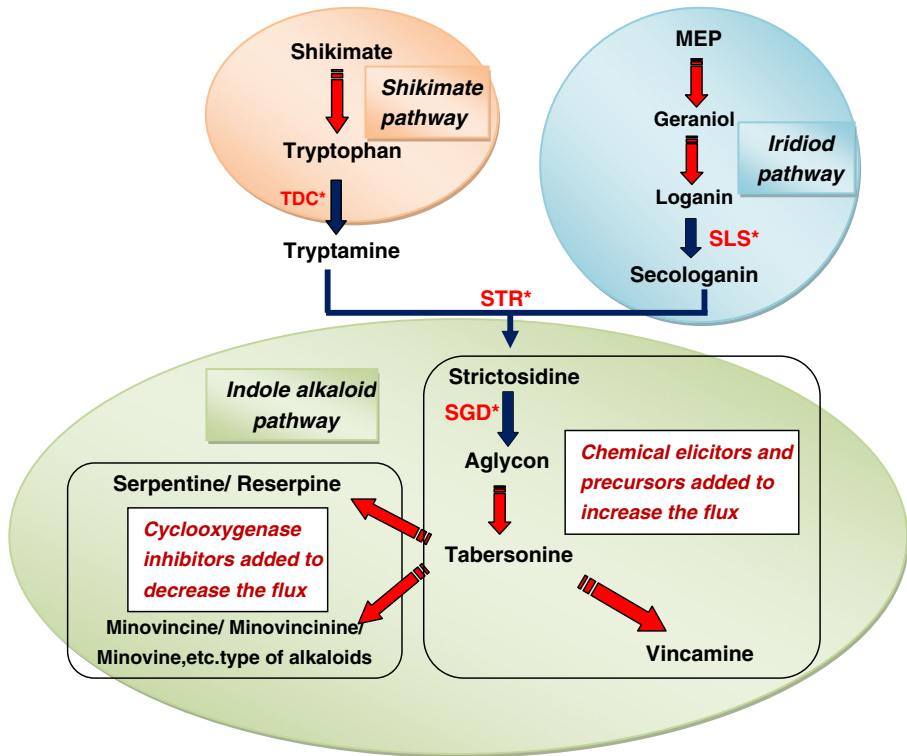 Shikimate
Shikimate
pathway
Tryptophan
TDC*
Tryptamine
MEP
Geraniol
Iridiod
pathway
Loganin
SLS*
Secologanin
STR*
Indole alkaloid
pathway
Strictosidine
SGD*
Aglycon
Chemical elicitors and
precursors added to
increase the flux
Tabersonine
Serpentine/ Reserpine
Cyclooxygenase
inhibitors added to
decrease the flux
Minovincine/ Minovincinine/
Minovine,etc.type of alkaloids
Vincamine